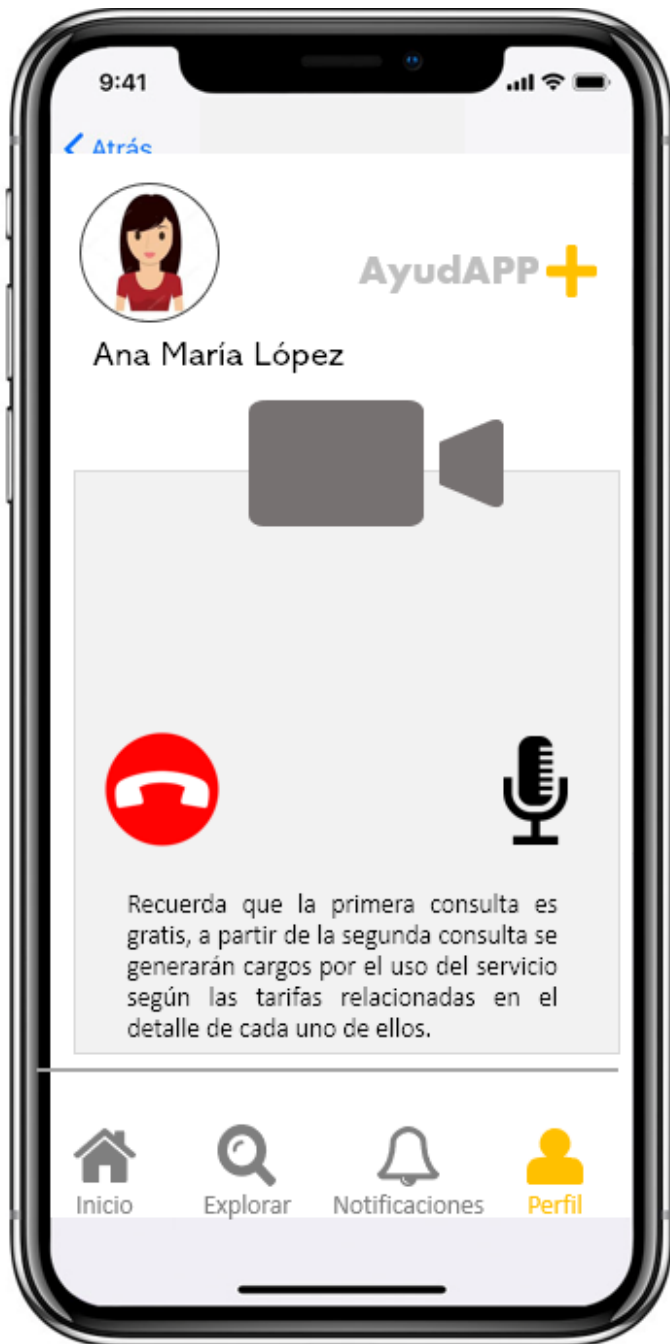 9:41
Atrás
AyudAPP
Ana María López
Recuerda que la primera consulta es
gratis, a partir de la segunda consulta se
generarán cargos por el uso del servicio
según las tarifas relacionadas en el
detalle de cada uno de ellos.
Inicio Explorar Notificaciones Perfil